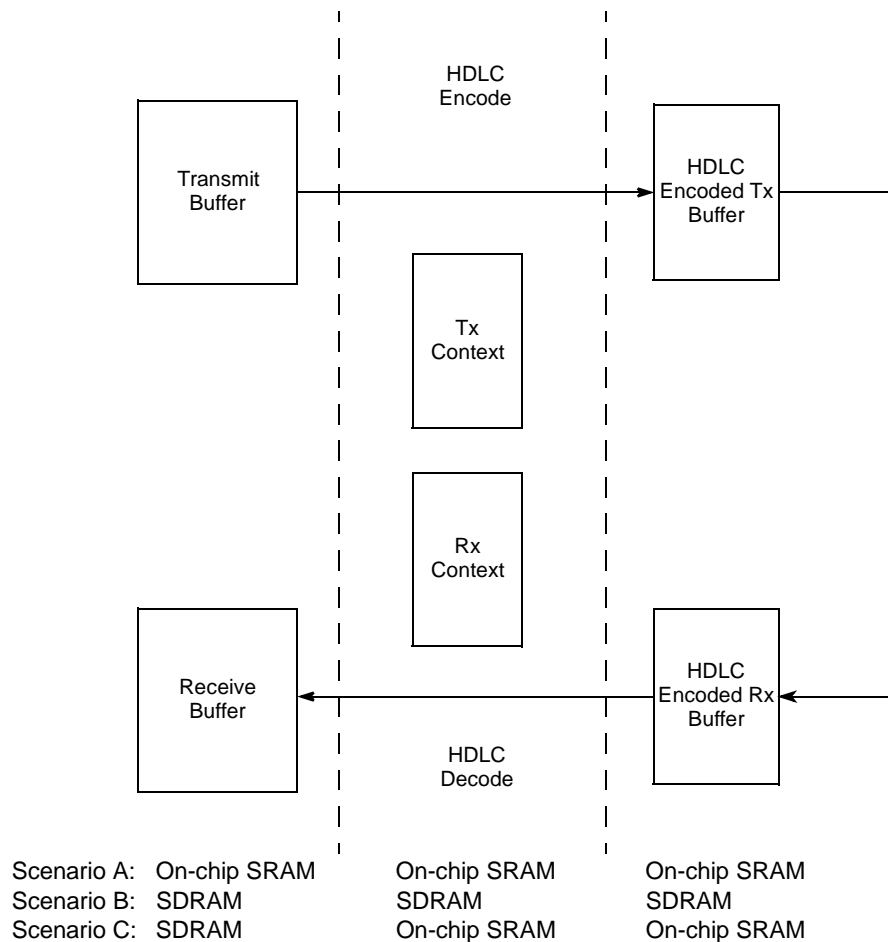 HDLC
Encode
Transmit
Buffer
HDLC
Encoded Tx
Buffer
Tx
Context
Rx
Context
Receive
Buffer
HDLC
Encoded Rx
Buffer
HDLC
Decode
Scenario A: On-chip SRAM On-chip SRAM On-chip SRAM
Scenario B: SDRAM SDRAM SDRAM
Scenario C: SDRAM On-chip SRAM On-chip SRAM